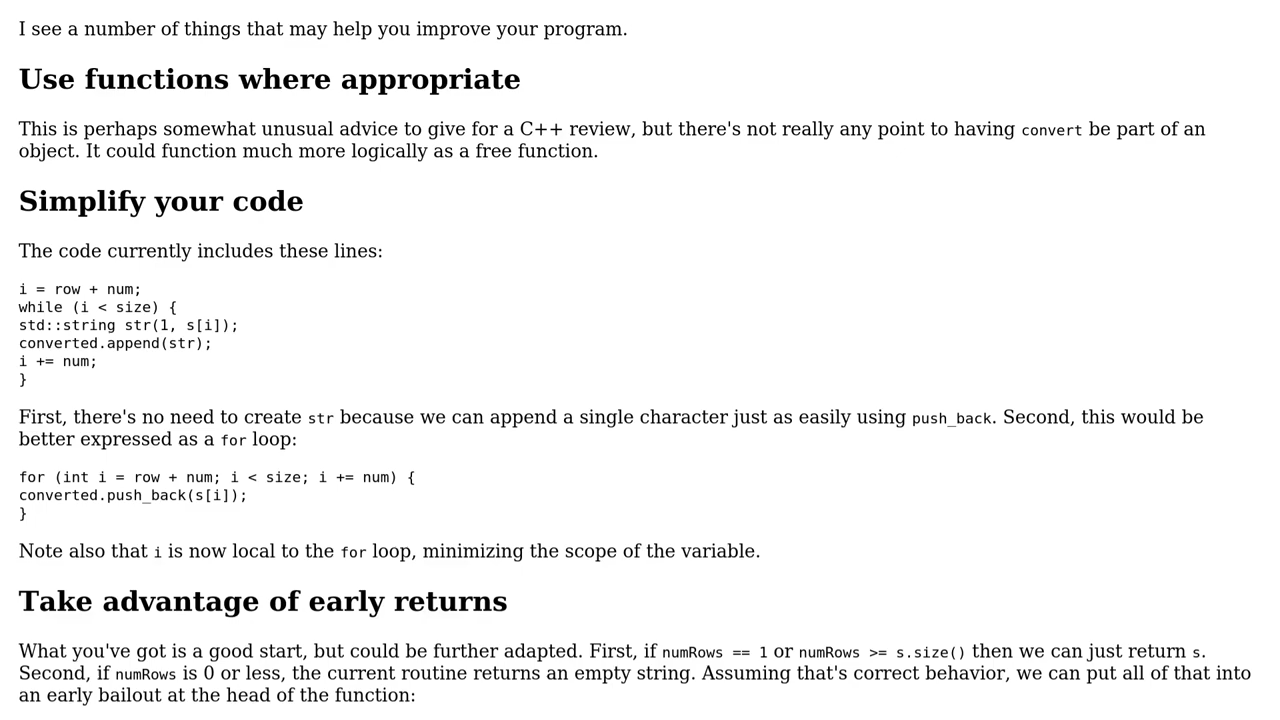 I see a number of things that may help you improve your program.
Use functions where appropriate
This is perhaps somewhat unusual advice to give for a C++ review, but there's not really any point to having convert be part of an
object. It could function much more logically as a free function.
Simplify your code
The code currently includes these lines:
i = row + num;
while (i < size) {
std::string str(1, s[i]);
converted.append(str);
i += num;
}
First, there's no need to create str because we can append a single character just as easily using push_back. Second, this would be
better expressed as a for loop:
for (int i = row + num; i < size; i += num) {
converted.push_back(s[i]);
}
Note also that i is now local to the for loop, minimizing the scope of the variable.
Take advantage of early returns
What you've got is a good start, but could be further adapted. First, if numRows == 1 or numRows >= s.size() then we can just return s.
Second, if numRows is 0 or less, the current routine returns an empty string. Assuming that's correct behavior, we can put all of that into
an early bailout at the head of the function: